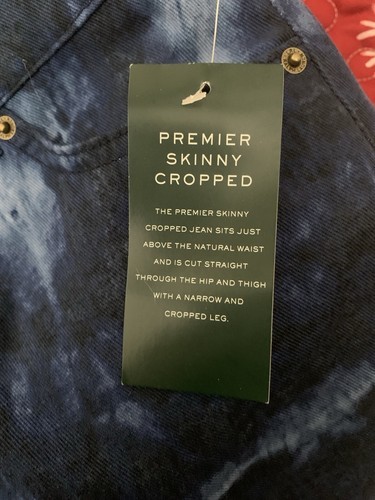 PREMIER
SKINNY
CROPPED
THE PREMIER SKINNY
CROPPED JEAN SITS JUST
ABOVE THE NATURAL WAIST
AND IS CUT STRAIGHT
THROUGH THE HIP AND THIGH
WITH A NARROW AND
CROPPED LEG.